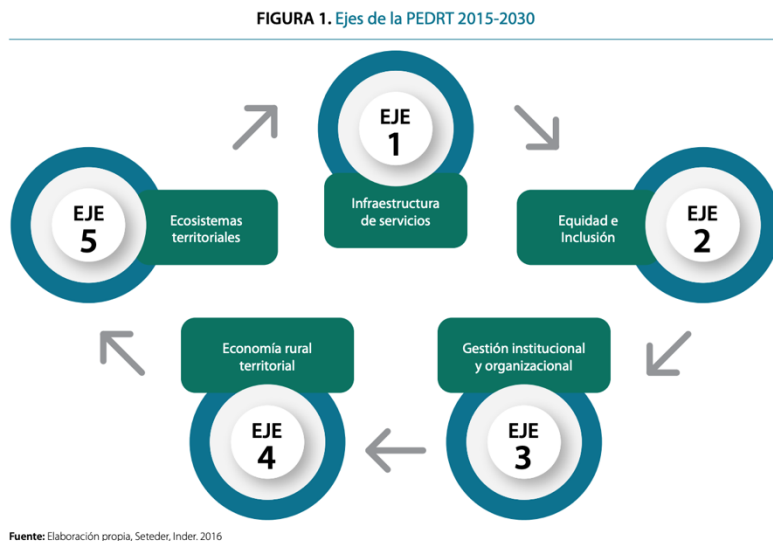 FIGURA 1. Ejes de la PEDRT 2015-2030
EJE
1
Infraestructura
de servicios
EJE
2
Equidad e
Inclusión
EJE
3
Gestión institucional
y organizacional
EJE
4
Economía rural
territorial
EJE
5
Ecosistemas
territoriales
Fuente: Elaboración propia, Seteder, Inder. 2016